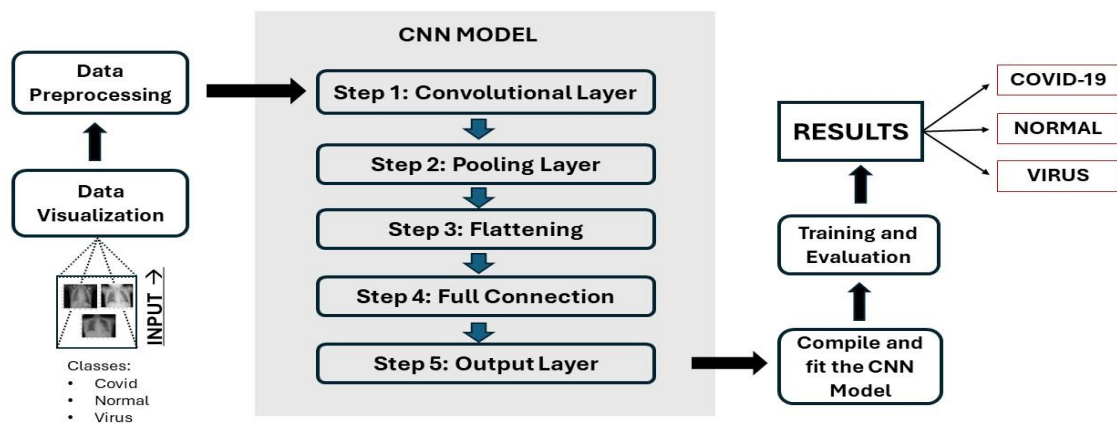 Data
Preprocessing
Data
Visualization
INPUT →
Classes:
• Covid
• Normal
• Virus
CNN MODEL
Step 1: Convolutional Layer
Step 2: Pooling Layer
Step 3: Flattening
Step 4: Full Connection
Step 5: Output Layer
Compile and
fit the CNN
Model
Training and
Evaluation
RESULTS
COVID-19
NORMAL
VIRUS